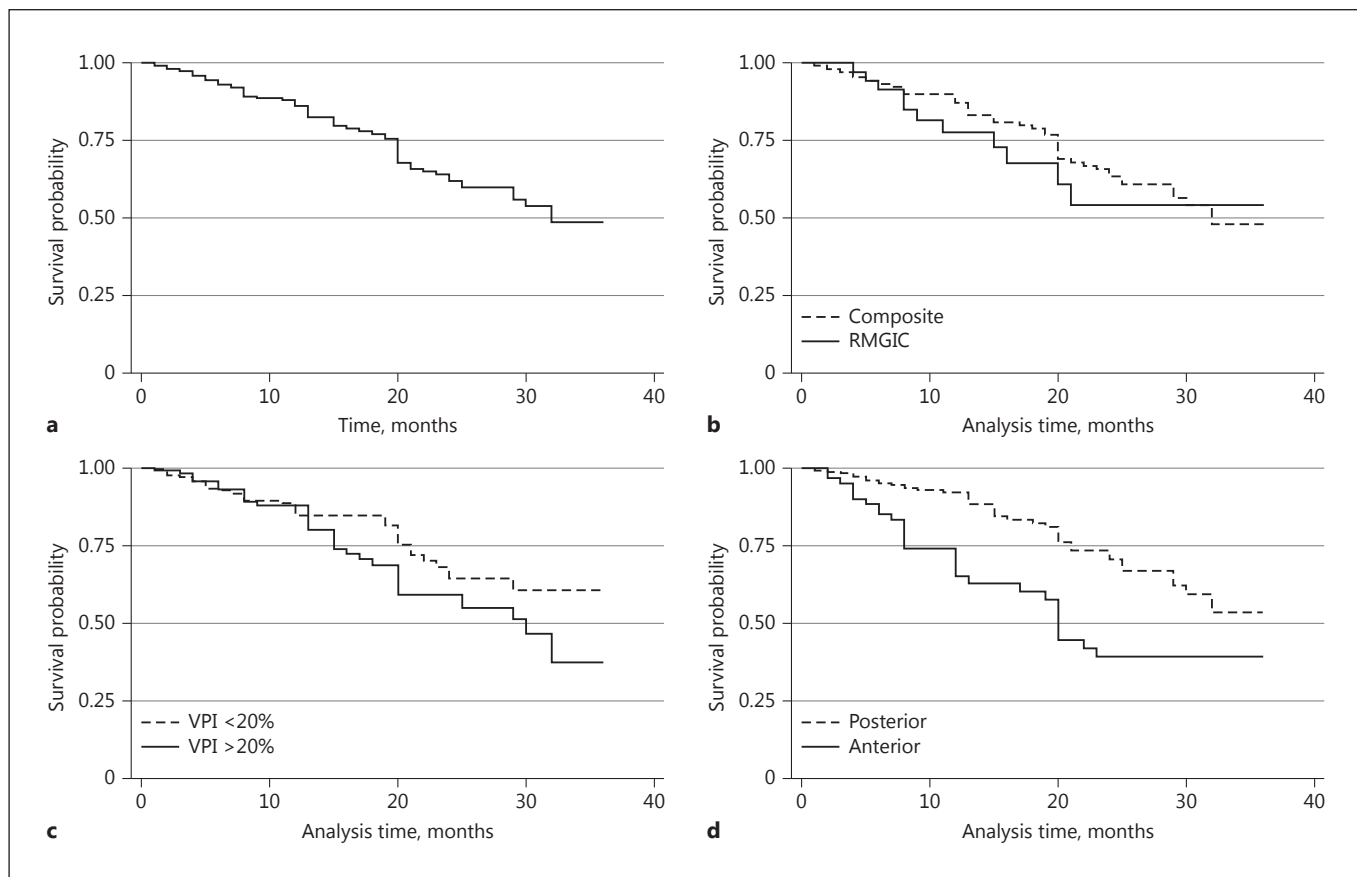 1.00
0.75
0.50
0.25
0
Survival probability
0 10 20 30 40
Time, months
a
1.00
0.75
0.50
0.25
0
Survival probability
Composite
RMGIC
0 10 20 30 40
Analysis time, months
b
1.00
0.75
0.50
0.25
0
Survival probability
VPI <20%
VPI >20%
0 10 20 30 40
Analysis time, months
c
1.00
0.75
0.50
0.25
0
Survival probability
Posterior
Anterior
0 10 20 30 40
Analysis time, months
d